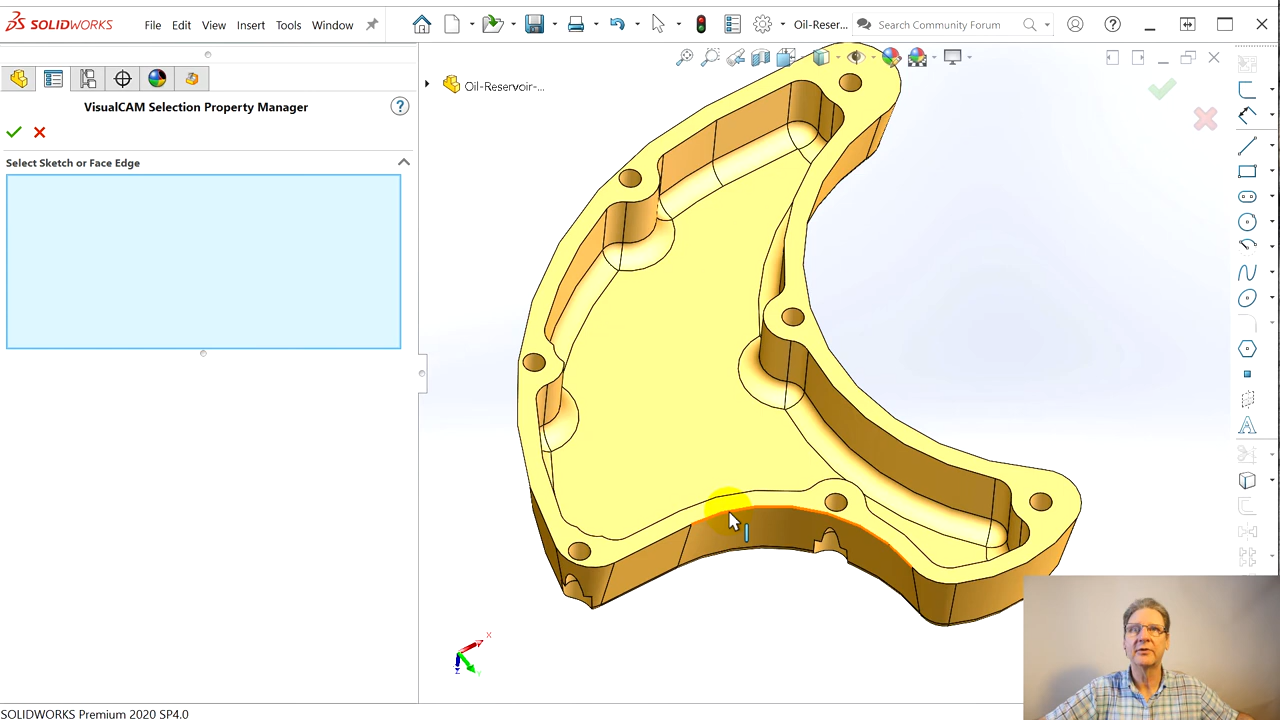 SOLIDWORKS File Edit View Insert Tools Window Oil-Reser... Search Community Forum
Oil-Reservoir-...
VisualCAM Selection Property Manager
Select Sketch or Face Edge
X
Y
Z
SOLIDWORKS Premium 2020 SP4.0